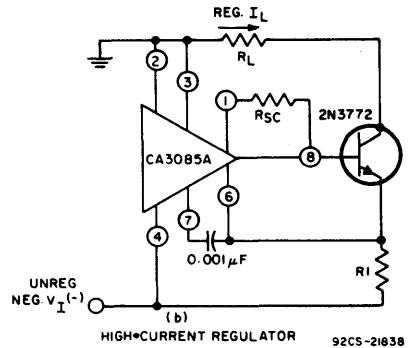 REG. I_L
R_L
2
3
1
R_SC
2N3772
CA3085A
8
6
7
4
0.001µF
R1
UNREG
NEG. V_I(-)
(b)
HIGH-CURRENT REGULATOR
92CS-21838